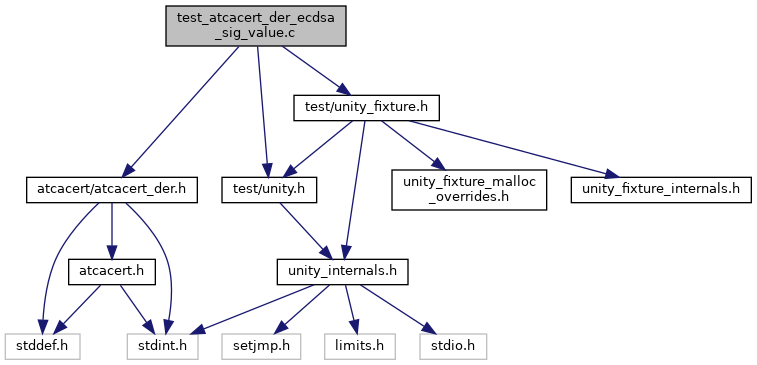 test_atcacert_der_ecdsa
_sig_value.c
test/unity_fixture.h
atcacert/atcacert_der.h
test/unity.h
unity_fixture_malloc
_overrides.h
unity_fixture_internals.h
atcacert.h
unity_internals.h
stddef.h
stdint.h
setjmp.h
limits.h
stdio.h